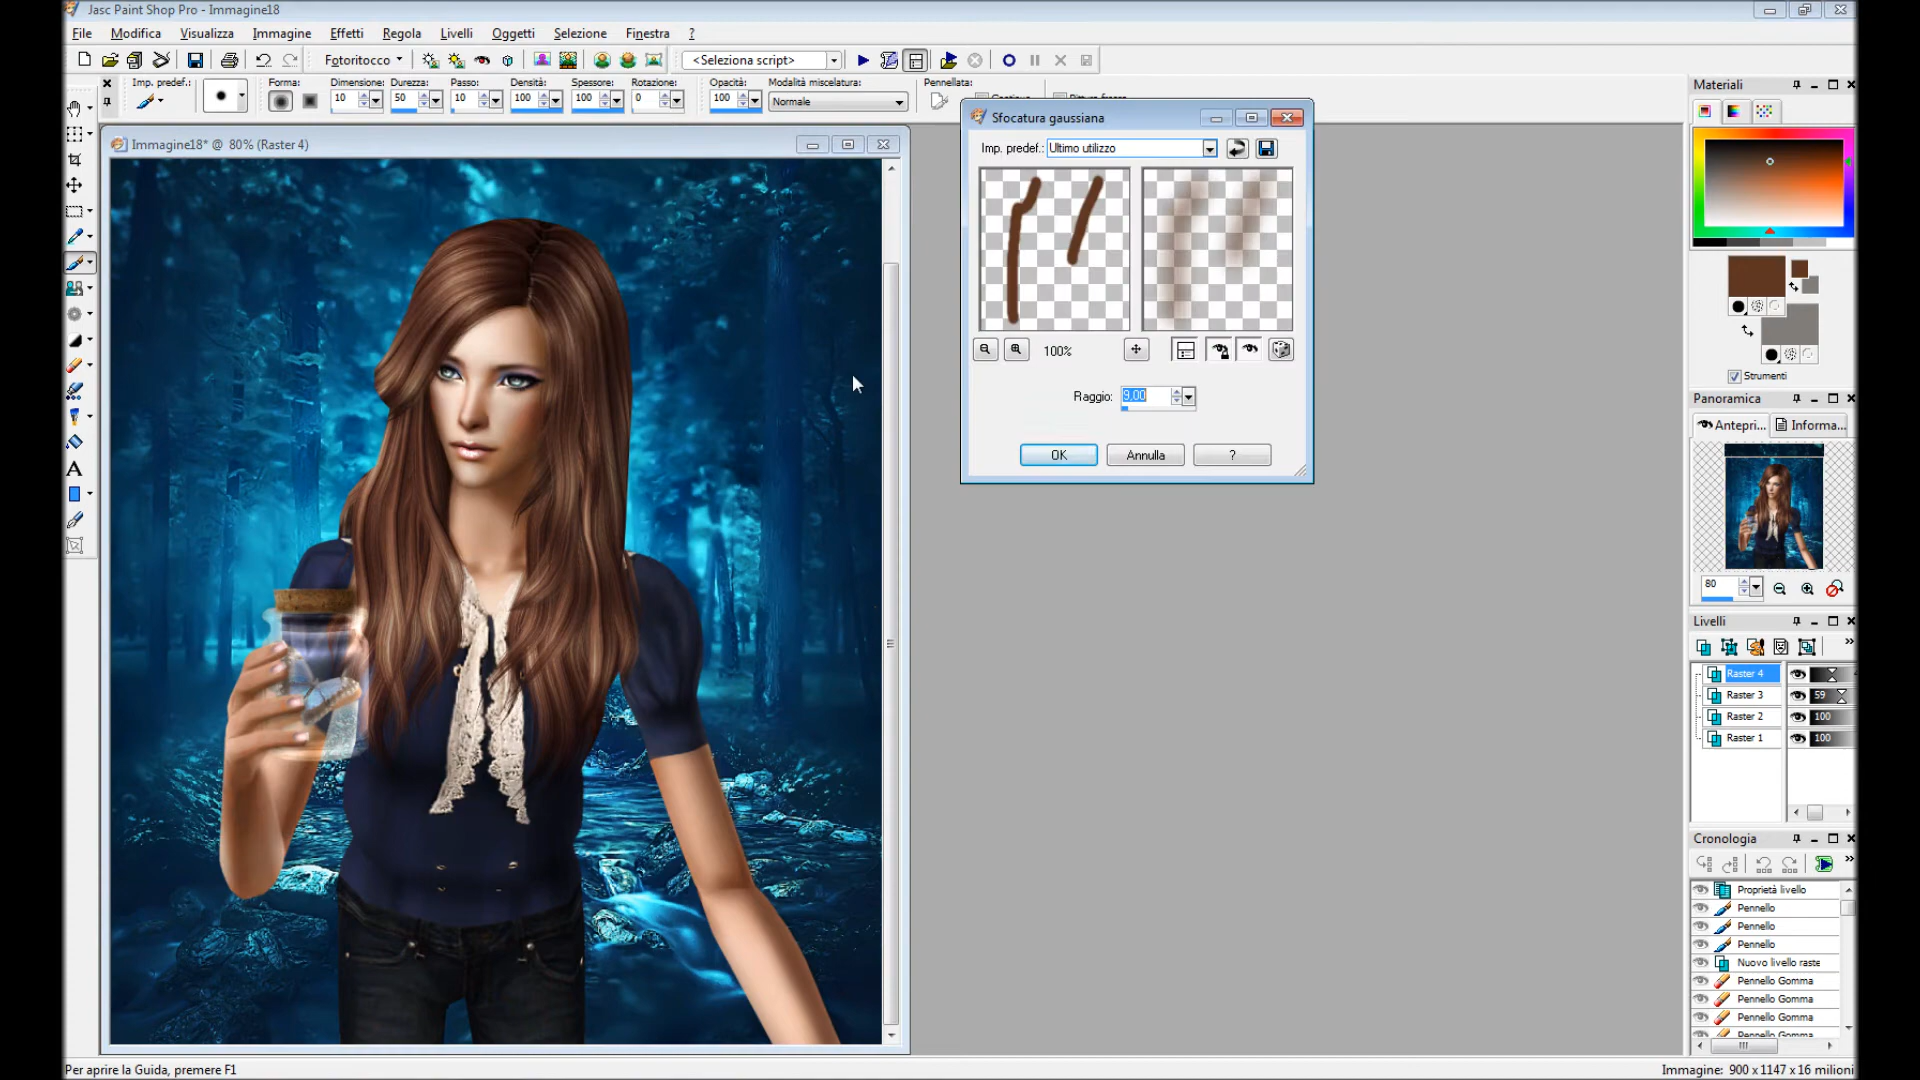 Jasc Paint Shop Pro - Immagine18
File Modifica Visualizza Immagine Effetti Regola Livelli Oggetti Selezione Finestra ?
Fotoritocco <Seleziona script>
Imp. predef.: Forma: Dimensione: Durezza: Passo: Densità: Spessore: Rotazione: Opacità: Modalità miscelatura: Pennellata:
10 50 10 100 100 0 100 Normale
Immagine18* @ 80% (Raster 4)
Sfocatura gaussiana
Imp. predef.: Ultimo utilizzo
100%
Raggio: 9,00
OK Annulla ?
Materiali
Strumenti
Panoramica
Antepri... Informa...
80
Livelli
Raster 4
Raster 3 59
Raster 2 100
Raster 1 100
Cronologia
Proprietà livello
Pennello
Pennello
Pennello
Nuovo livello raste
Pennello Gomma
Pennello Gomma
Pennello Gomma
Pennello Gomma
Per aprire la Guida, premere F1
Immagine: 900 x 1147 x 16 milioni